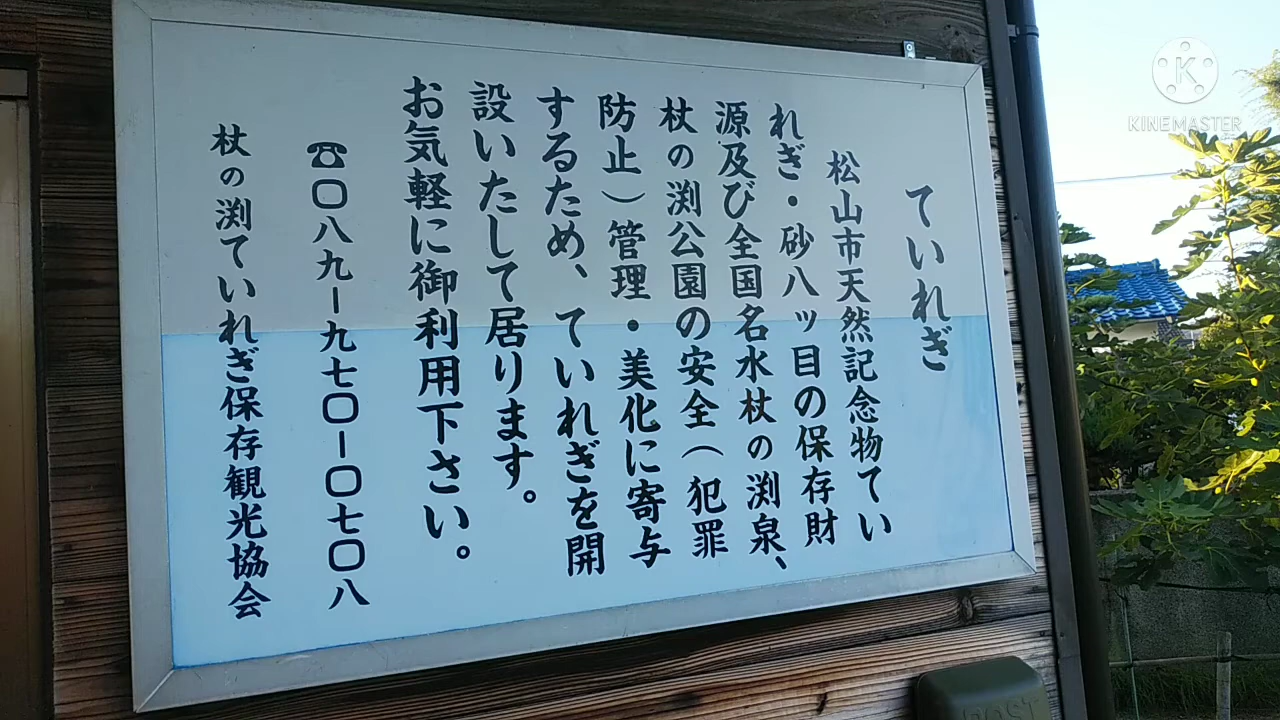 ていれぎ
松山市天然記念物てい
れぎ・砂八ッ目の保存財
源及び全国名水杖の渕泉、
杖の渕公園の安全（犯罪
防止）管理・美化に寄与
するため、ていれぎを開
設いたして居ります。
お気軽に御利用下さい。
☎〇八九ー九七〇ー〇七〇八
杖の渕ていれぎ保存観光協会
KINEMASTER
POST